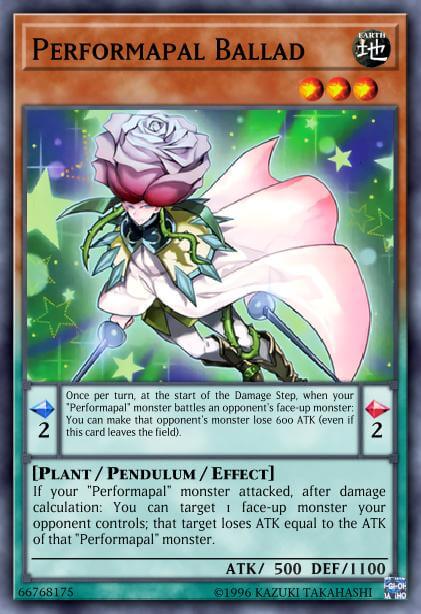 PERFORMAPAL BALLAD
EARTH
地
Once per turn, at the start of the Damage Step, when your
"Performapal" monster battles an opponent's face-up monster:
You can make that opponent's monster lose 600 ATK (even if
this card leaves the field).
2
2
[PLANT / PENDULUM / EFFECT]
If your "Performapal" monster attacked, after damage
calculation: You can target 1 face-up monster your
opponent controls; that target loses ATK equal to the ATK
of that "Performapal" monster.
ATK/ 500 DEF/1100
66768175
©1996 KAZUKI TAKAHASHI